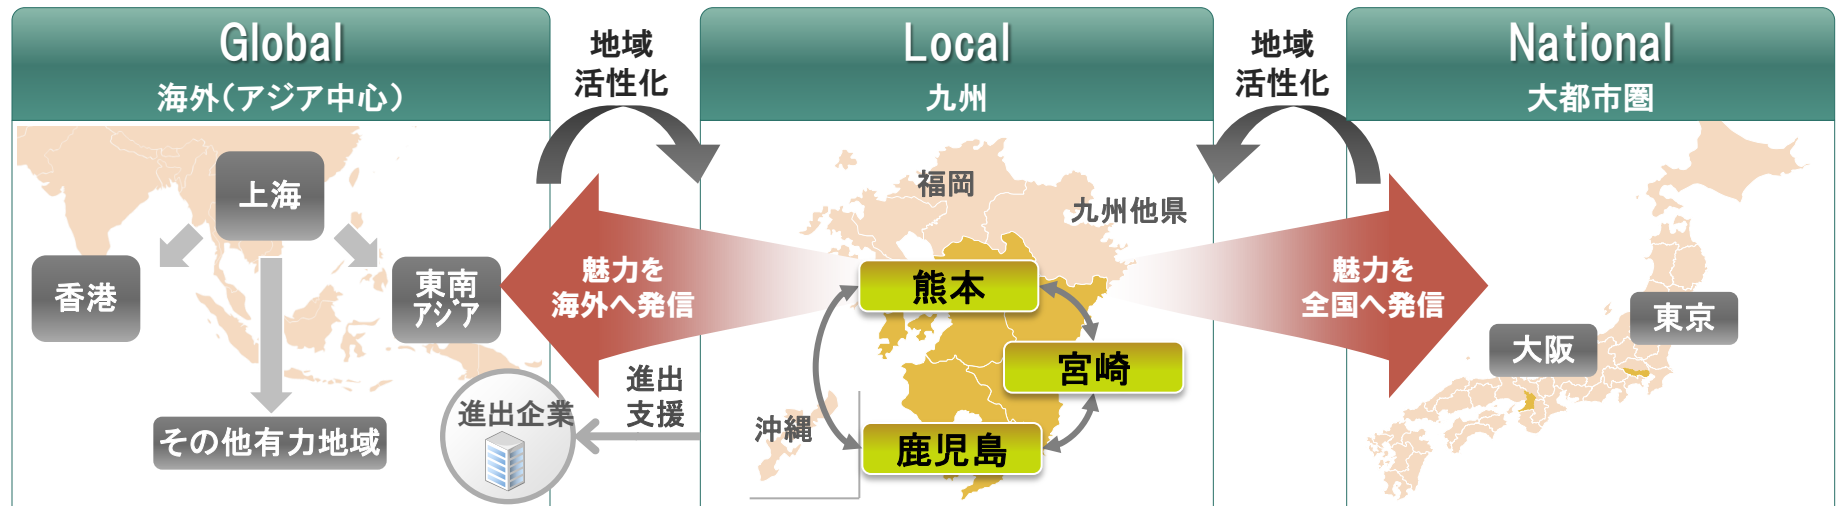 Global
海外(アジア中心)
地域
活性化
Local
九州
地域
活性化
National
大都市圏
上海
香港
東南
アジア
その他有力地域
進出企業
魅力を
海外へ発信
進出
支援
福岡
九州他県
熊本
宮崎
鹿児島
沖縄
魅力を
全国へ発信
東京
大阪